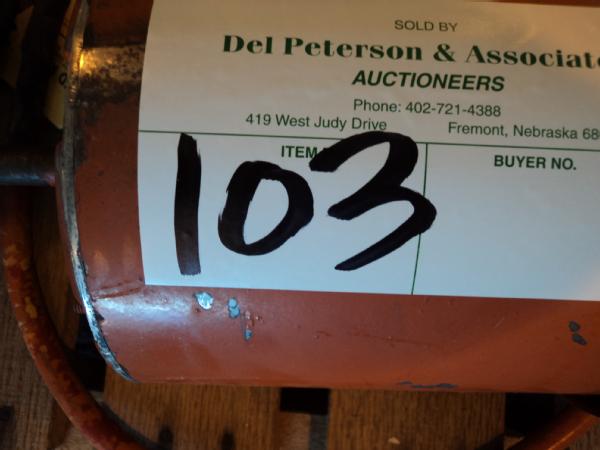 SOLD BY
Del Peterson & Associat
AUCTIONEERS
Phone: 402-721-4388
419 West Judy Drive Fremont, Nebraska 68
ITEM BUYER NO.
103